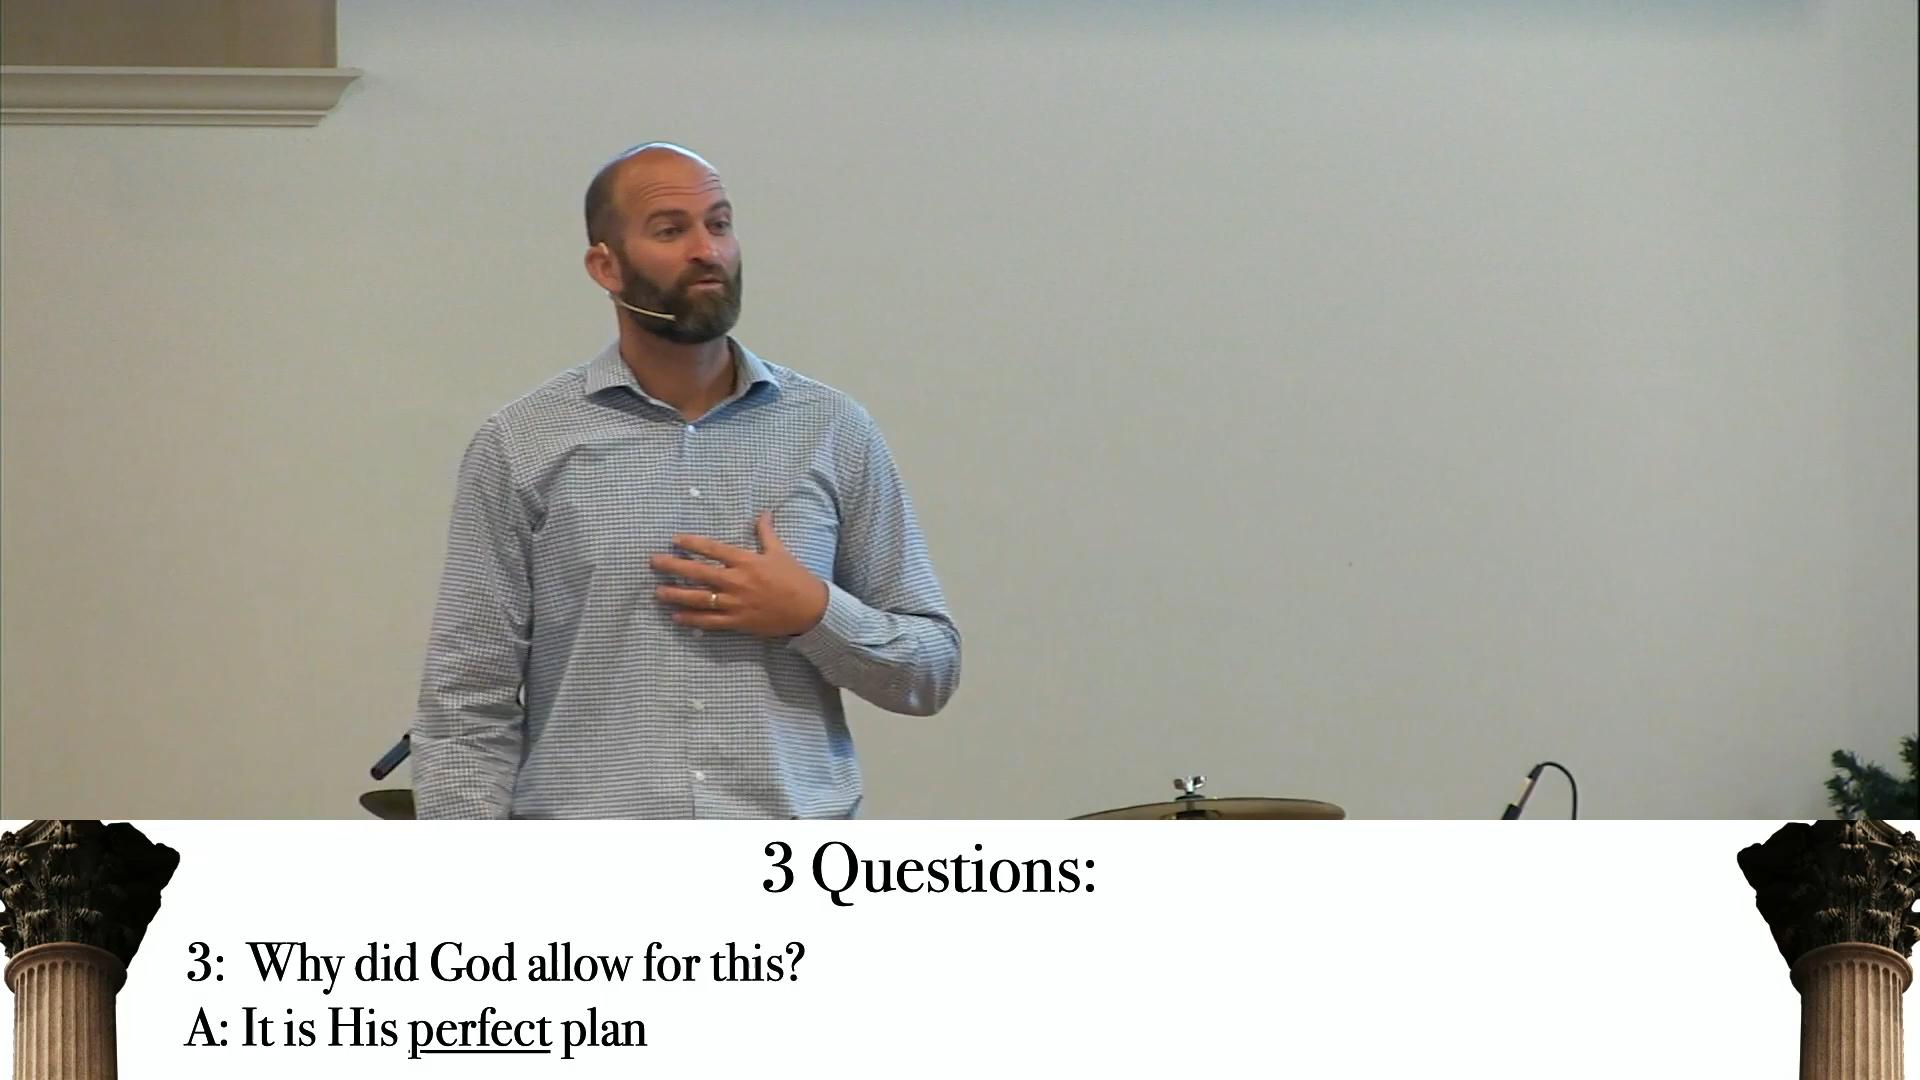 3 Questions:
3: Why did God allow for this?
A: It is His perfect plan